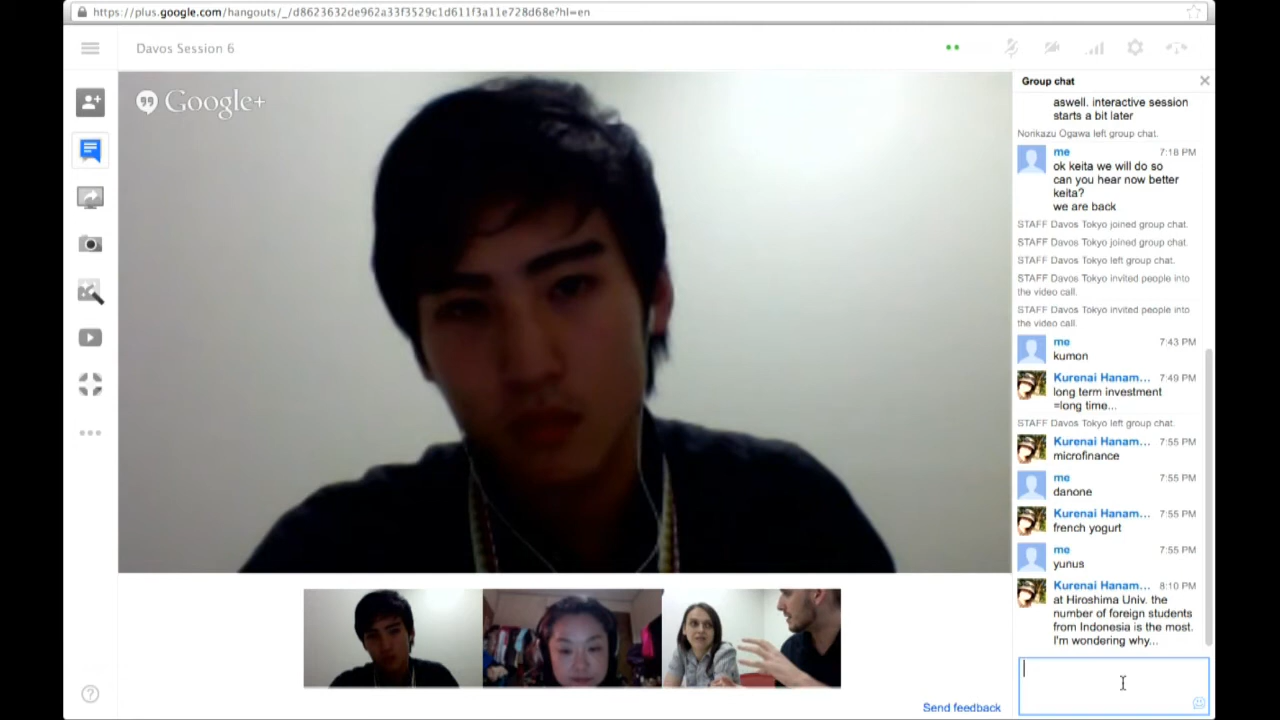 https://plus.google.com/hangouts/_/d8623632de962a33f3529c1d611f3a11e728d68e?hl=en
Davos Session 6
Google+
Group chat
aswell. interactive session
starts a bit later
Norikazu Ogawa left group chat.
me 7:18 PM
ok keita we will do so
can you hear now better
keita?
we are back
STAFF Davos Tokyo joined group chat.
STAFF Davos Tokyo joined group chat.
STAFF Davos Tokyo left group chat.
STAFF Davos Tokyo invited people into
the video call.
STAFF Davos Tokyo invited people into
the video call.
me 7:43 PM
kumon
Kurenai Hanam... 7:49 PM
long term investment
=long time...
STAFF Davos Tokyo left group chat.
Kurenai Hanam... 7:55 PM
microfinance
me 7:55 PM
danone
Kurenai Hanam... 7:55 PM
french yogurt
me 7:55 PM
yunus
Kurenai Hanam... 8:10 PM
at Hiroshima Univ. the
number of foreign students
from Indonesia is the most.
I'm wondering why...
Send feedback